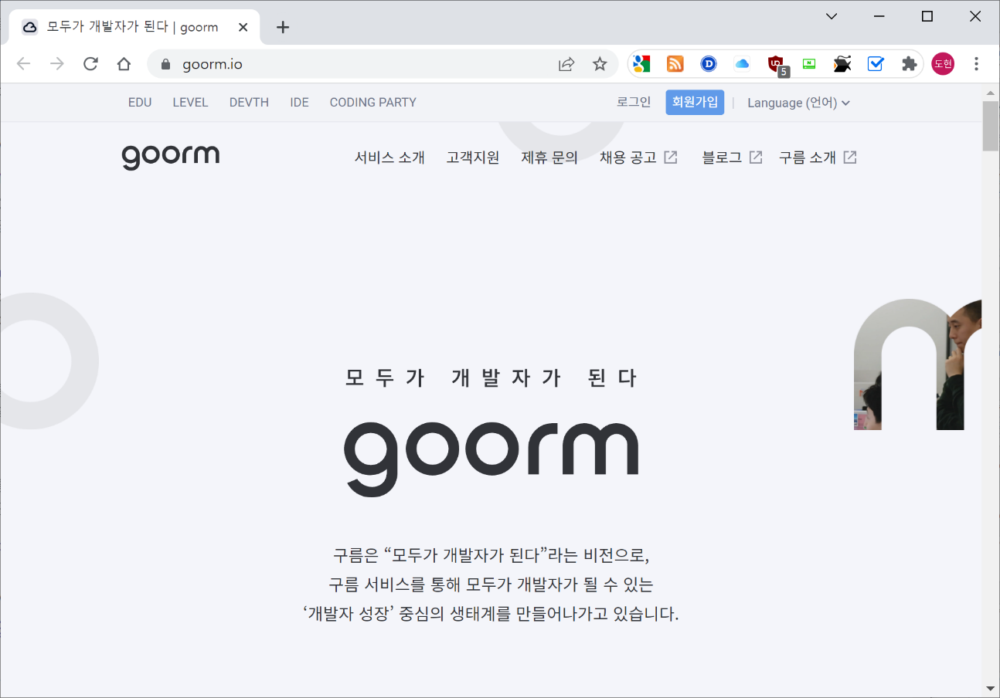 모두가 개발자가 된다 | goorm
goorm.io
5
도현
EDU LEVEL DEVTH IDE CODING PARTY 로그인 회원가입 | Language (언어)
goorm 서비스 소개 고객지원 제휴 문의 채용 공고 블로그 구름 소개
모두가 개발자가 된다
goorm
구름은 “모두가 개발자가 된다”라는 비전으로,
구름 서비스를 통해 모두가 개발자가 될 수 있는
‘개발자 성장’ 중심의 생태계를 만들어나가고 있습니다.